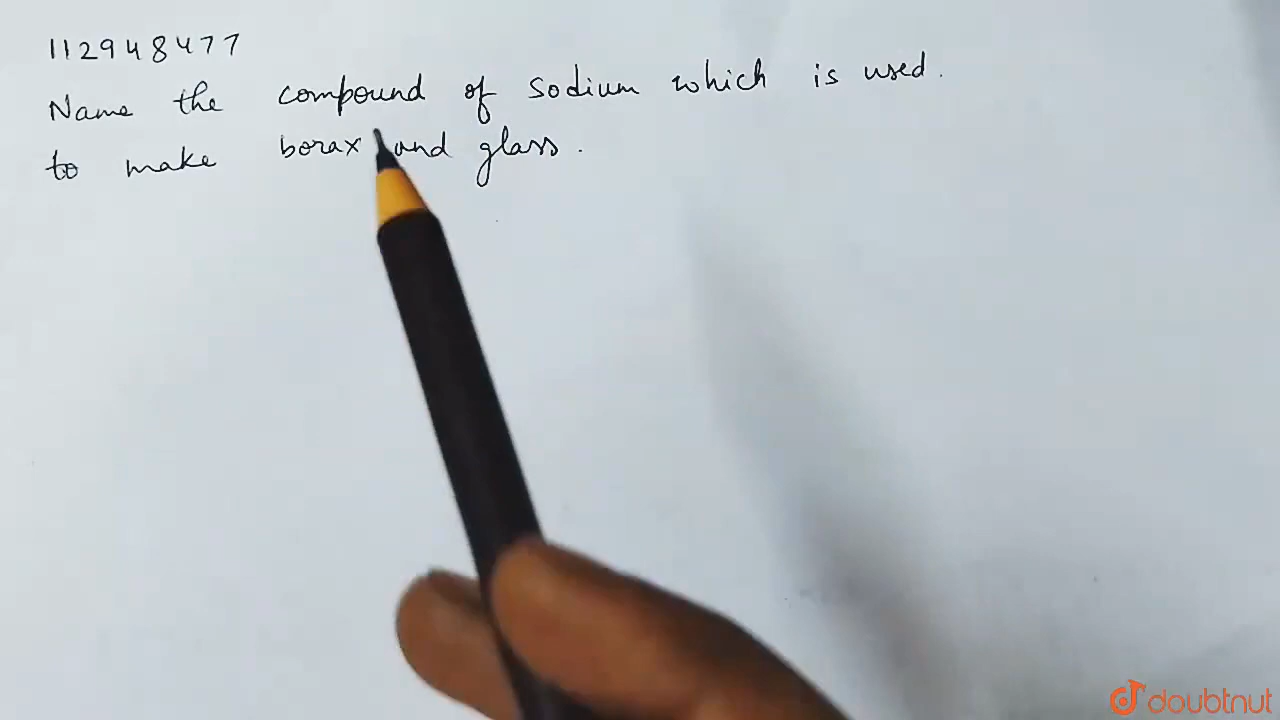 112948477
Name the compound of sodium which is used.
to make borax and glass.
doubtnut